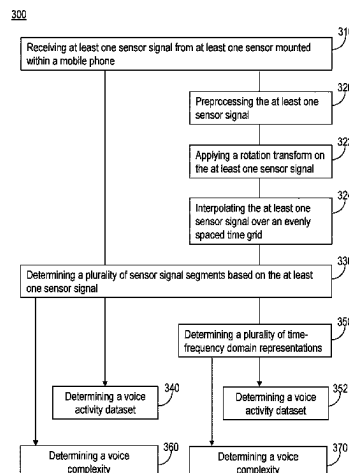 300
310
Receiving at least one sensor signal from at least one sensor mounted
within a mobile phone
320
Preprocessing the at least one
sensor signal
322
Applying a rotation transform on
the at least one sensor signal
324
Interpolating the at least one
sensor signal over an evenly
spaced time grid
330
Determining a plurality of sensor signal segments based on the at least
one sensor signal
350
Determining a plurality of time-
frequency domain representations
340
Determining a voice
activity dataset
352
Determining a voice
activity dataset
360
Determining a voice
complexity
370
Determining a voice
complexity